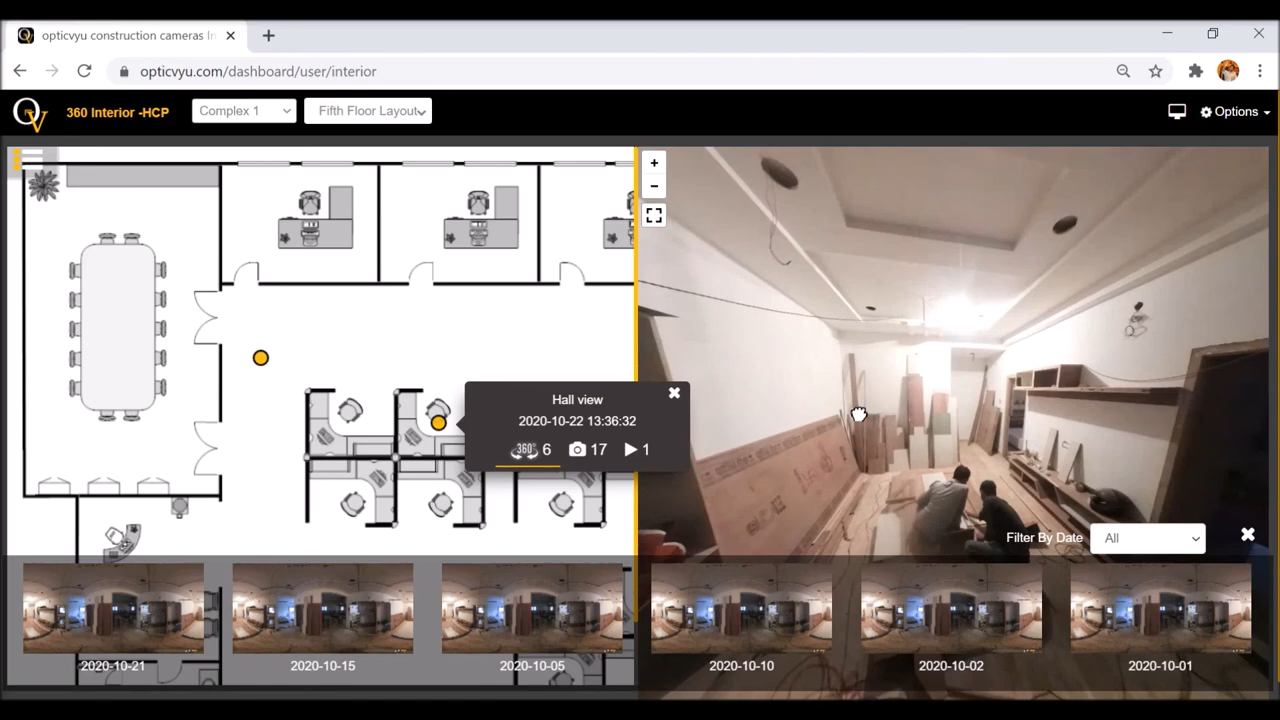 opticvyu construction cameras In
opticvyu.com/dashboard/user/interior
OV
360 Interior -HCP
Complex 1
Fifth Floor Layout
Options
Hall view
2020-10-22 13:36:32
360° 6
17
1
Filter By Date
All
2020-10-21
2020-10-15
2020-10-05
2020-10-10
2020-10-02
2020-10-01